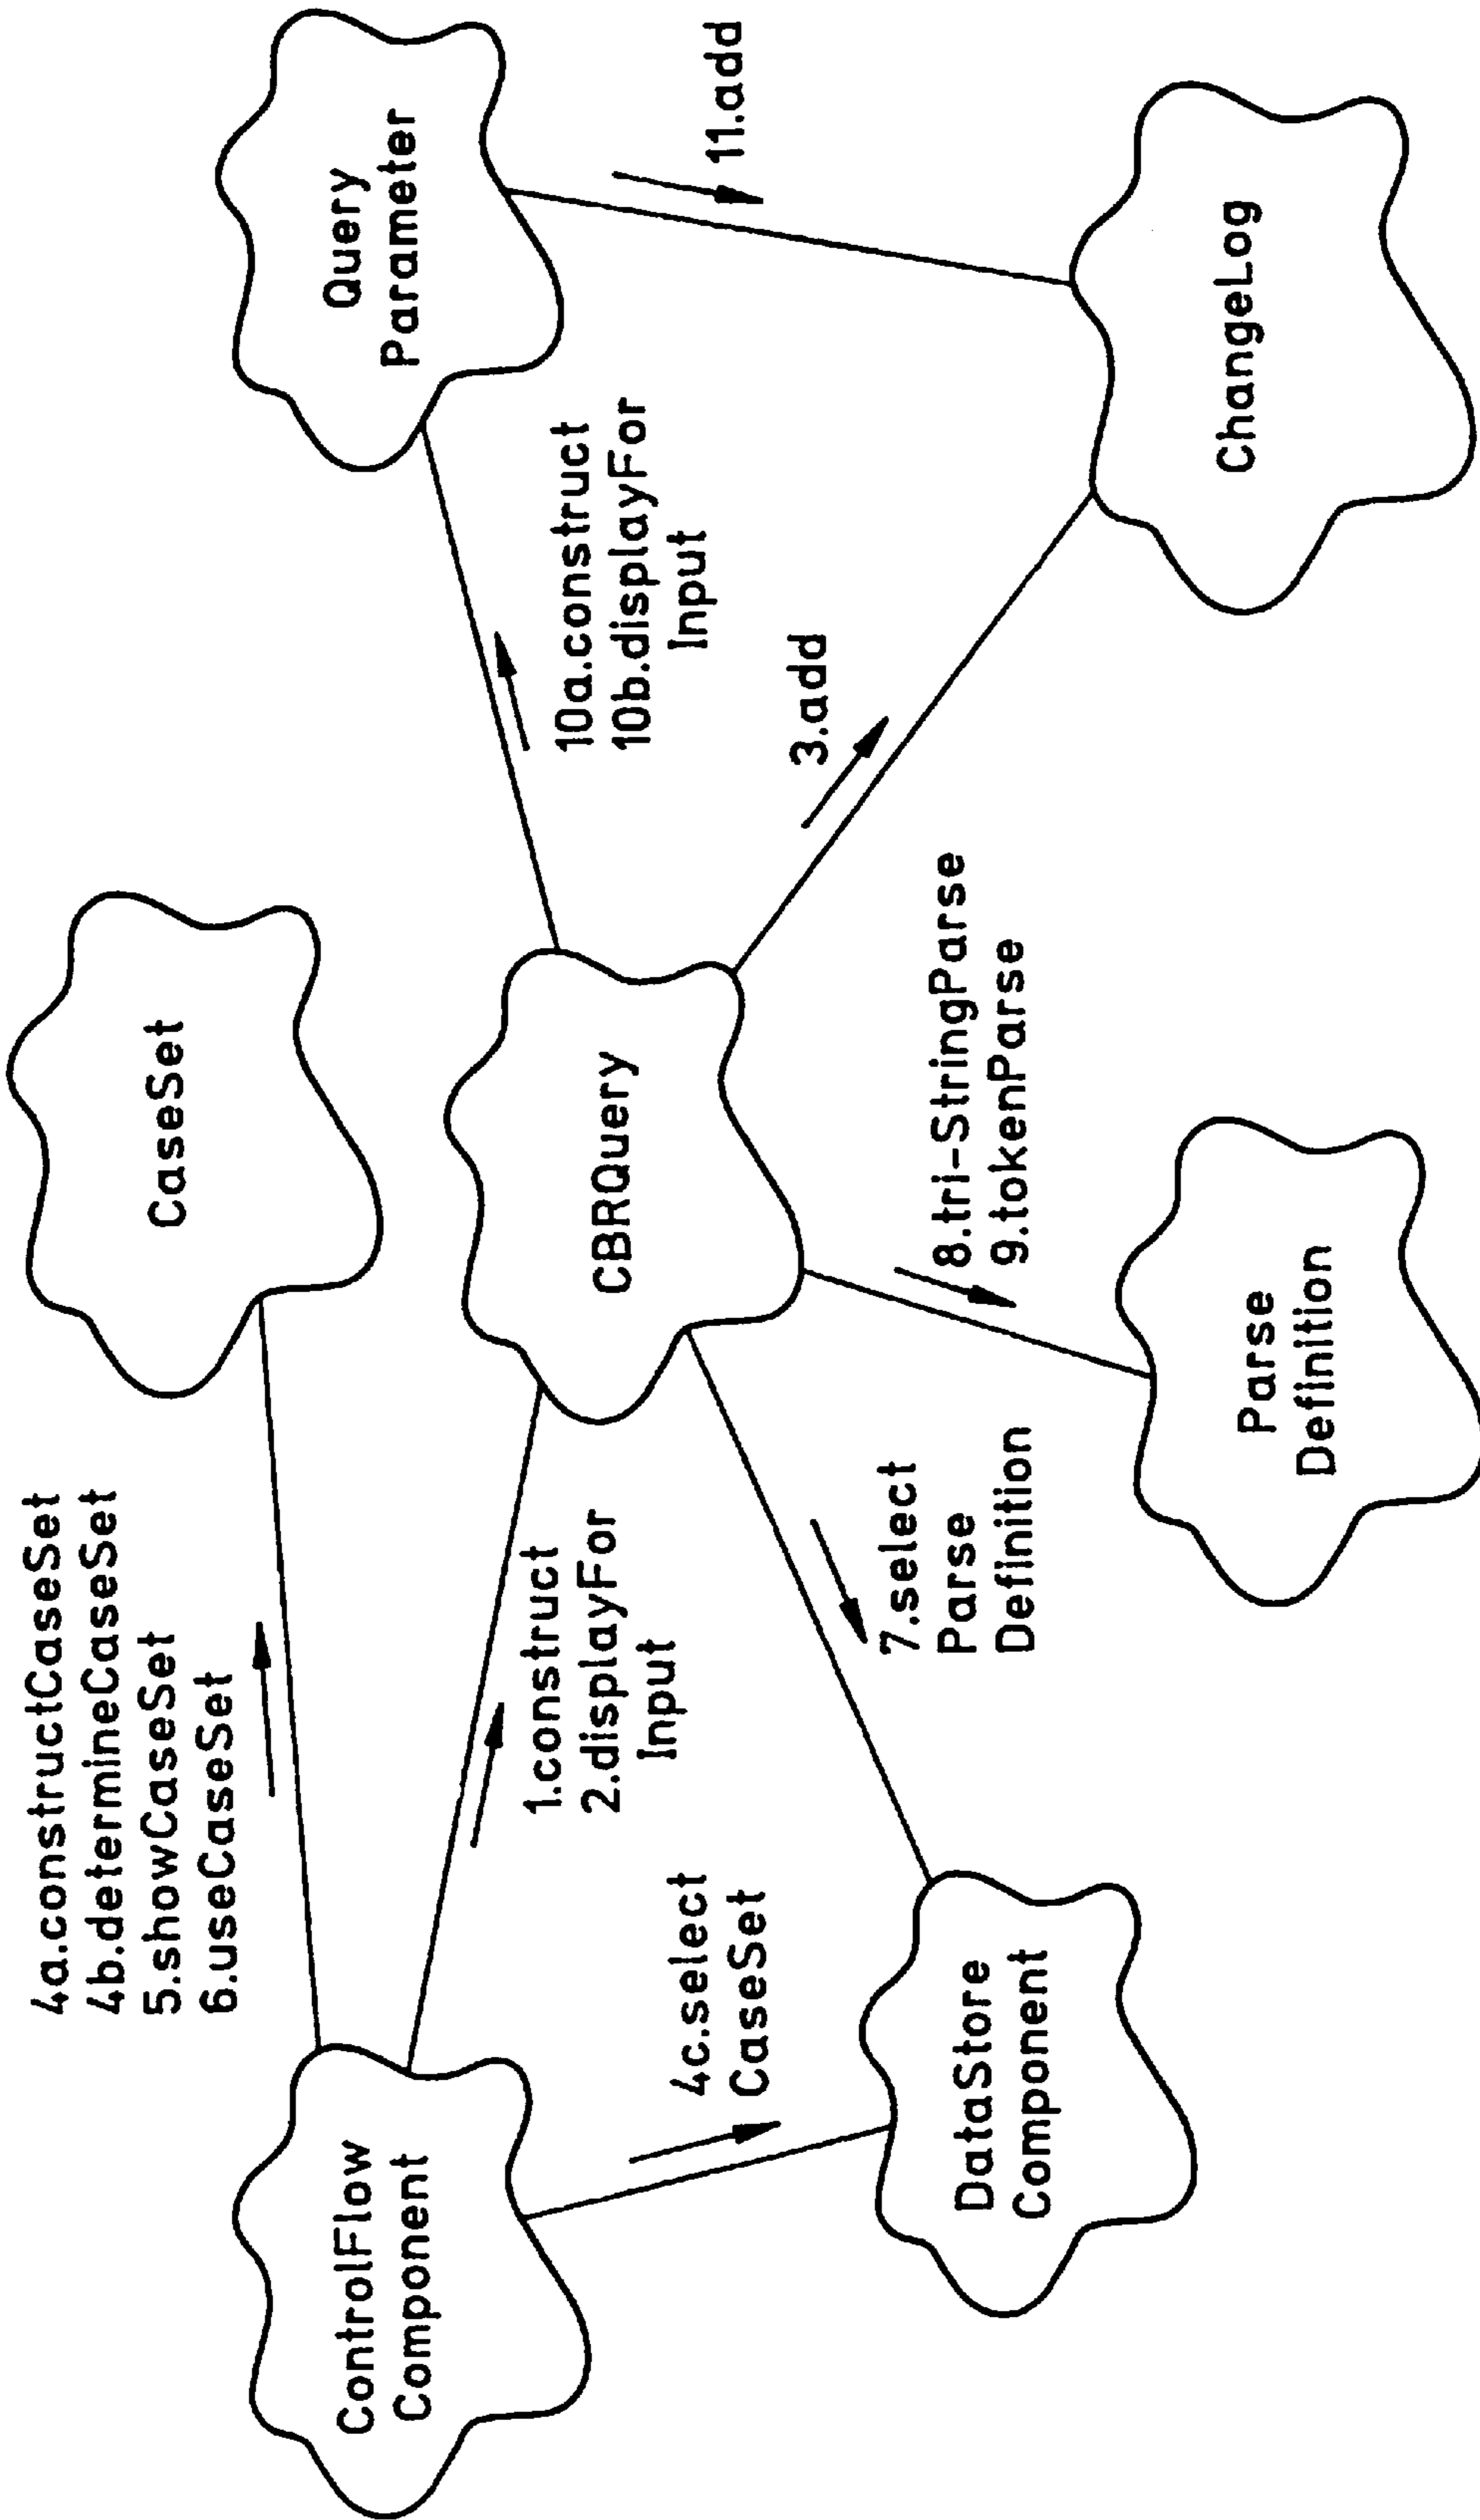 4a.constructCaseSet
4b.determineCaseSet
5.showCaseSet
6.useCaseSet
CaseSet
Query
Parameter
ControlFlow
Component
1.construct
2.displayFor
Input
CBRQuery
10a.construct
10b.displayFor
Input
11.add
4c.select
CaseSet
3.add
DataStore
Component
7.select
Parse
Definition
8.tri-StringParse
9.tokenParse
Parse
Definition
ChangeLog